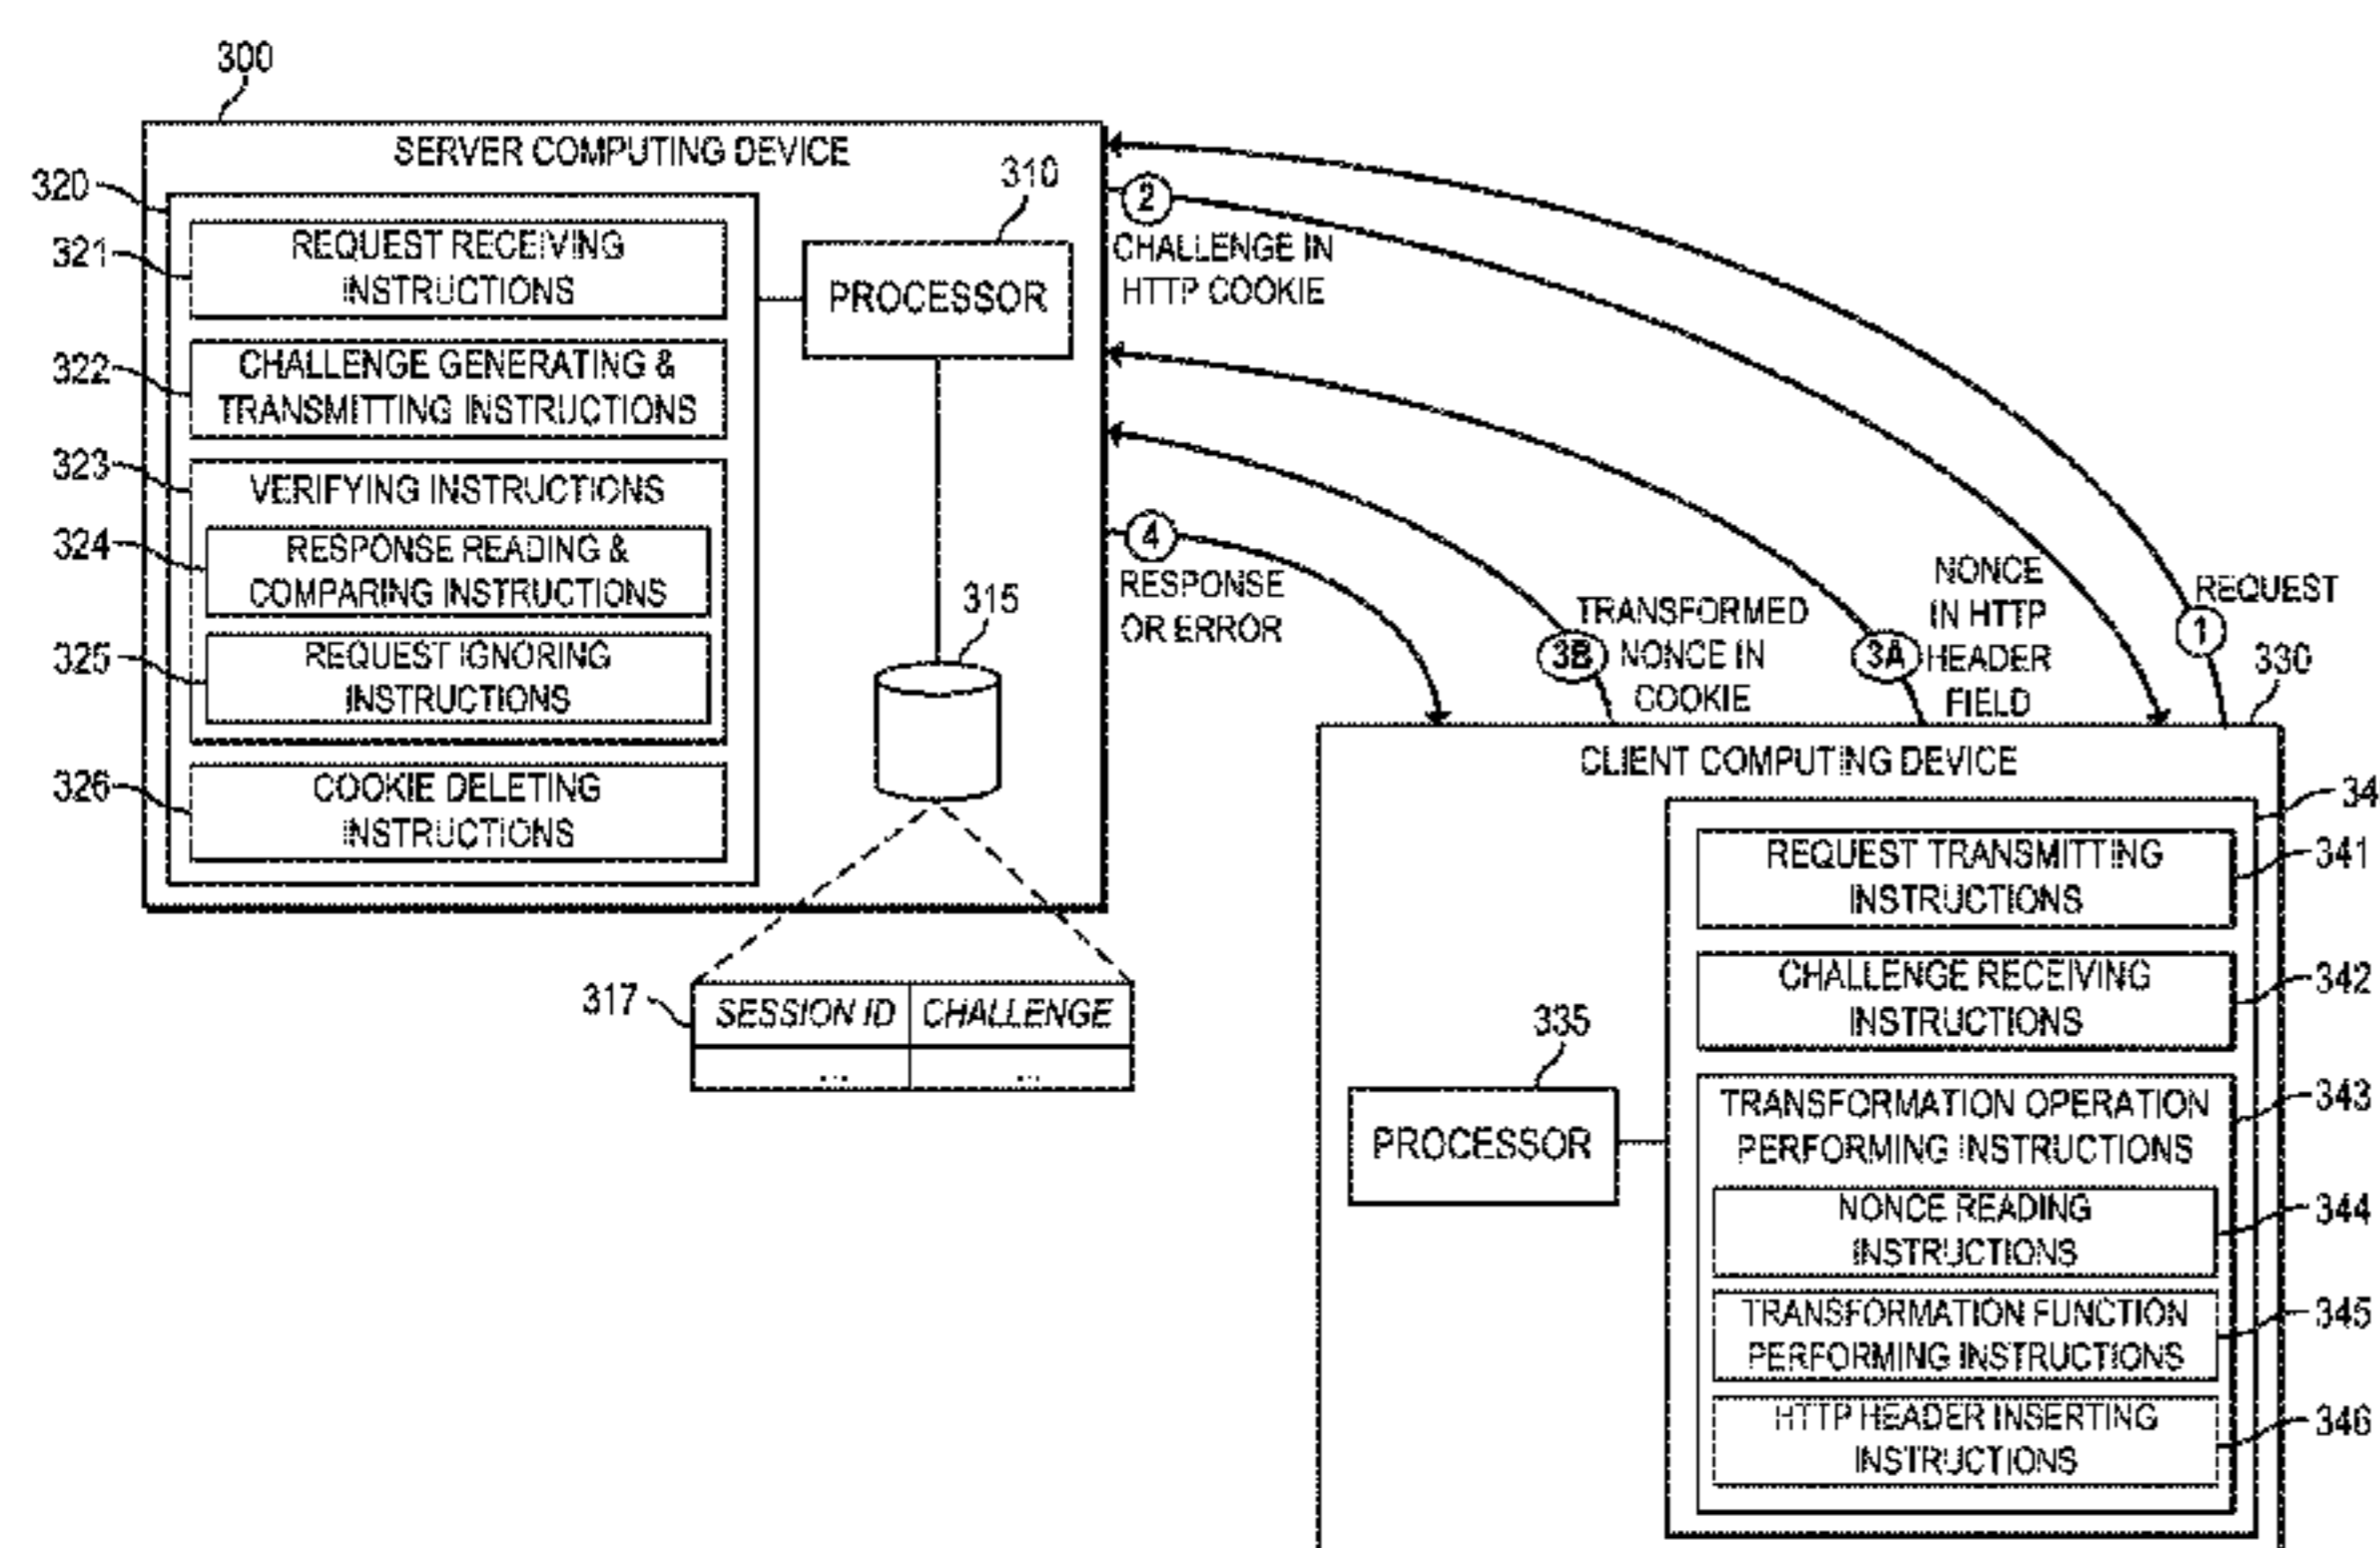 300
SERVER COMPUTING DEVICE
320
310
321
REQUEST RECEIVING
INSTRUCTIONS
PROCESSOR
322
CHALLENGE GENERATING &
TRANSMITTING INSTRUCTIONS
323
VERIFYING INSTRUCTIONS
324
RESPONSE READING &
COMPARING INSTRUCTIONS
325
REQUEST IGNORING
INSTRUCTIONS
326
COOKIE DELETING
INSTRUCTIONS
315
317
SESSION ID
CHALLENGE
...
...
2
CHALLENGE IN
HTTP COOKIE
4
RESPONSE
OR ERROR
3B
TRANSFORMED
NONCE IN
COOKIE
3A
NONCE
IN HTTP
HEADER
FIELD
REQUEST
1
330
CLIENT COMPUTING DEVICE
34
REQUEST TRANSMITTING
INSTRUCTIONS
341
CHALLENGE RECEIVING
INSTRUCTIONS
342
335
PROCESSOR
TRANSFORMATION OPERATION
PERFORMING INSTRUCTIONS
343
NONCE READING
INSTRUCTIONS
344
TRANSFORMATION FUNCTION
PERFORMING INSTRUCTIONS
345
HTTP HEADER INSERTING
INSTRUCTIONS
346